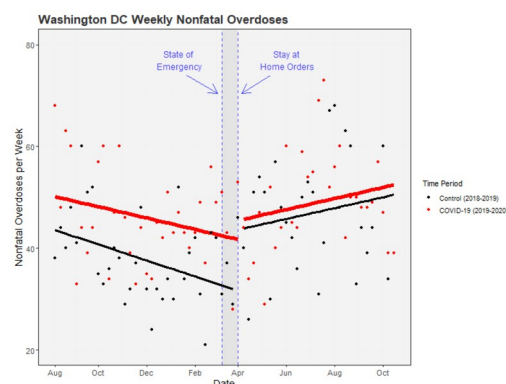 Washington DC Weekly Nonfatal Overdoses
80
60
40
20
Nonfatal Overdoses per Week
State of
Emergency
Stay at
Home Orders
Aug
Oct
Dec
Feb
Apr
Jun
Aug
Oct
Date
Time Period
Control (2018-2019)
COVID-19 (2019-2020